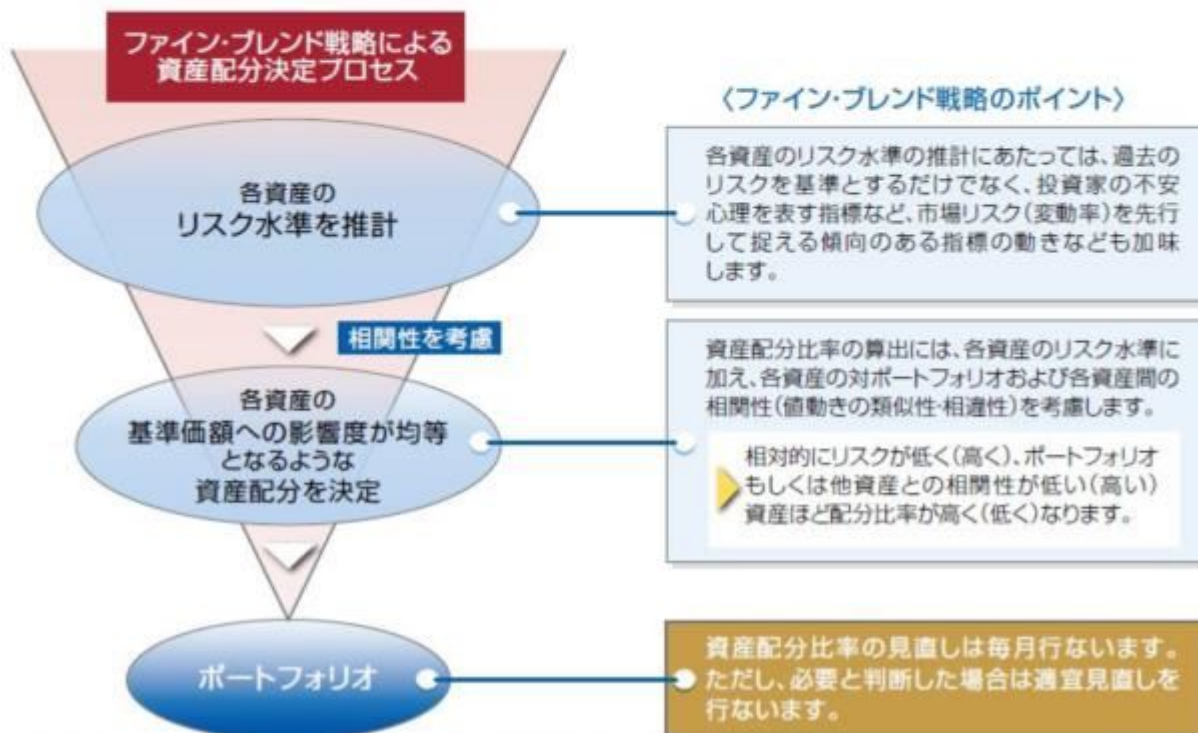 ファイン・ブレンド戦略による
資産配分決定プロセス
各資産の
リスク水準を推計
相関性を考慮
各資産の
基準価額への影響度が均等
となるような
資産配分を決定
ポートフォリオ
〈ファイン・ブレンド戦略のポイント〉
各資産のリスク水準の推計にあたっては、過去の
リスクを基準とするだけでなく、投資家の不安
心理を表す指標など、市場リスク(変動率)を先行
して捉える傾向のある指標の動きなども加味
します。
資産配分比率の算出には、各資産のリスク水準に
加え、各資産の対ポートフォリオおよび各資産間の
相関性(値動きの類似性・相違性)を考慮します。
相対的にリスクが低く(高く)、ポートフォリオ
もしくは他資産との相関性が低い(高い)
資産ほど配分比率が高く(低く)なります。
資産配分比率の見直しは毎月行ないます。
ただし、必要と判断した場合は適宜見直しを
行ないます。